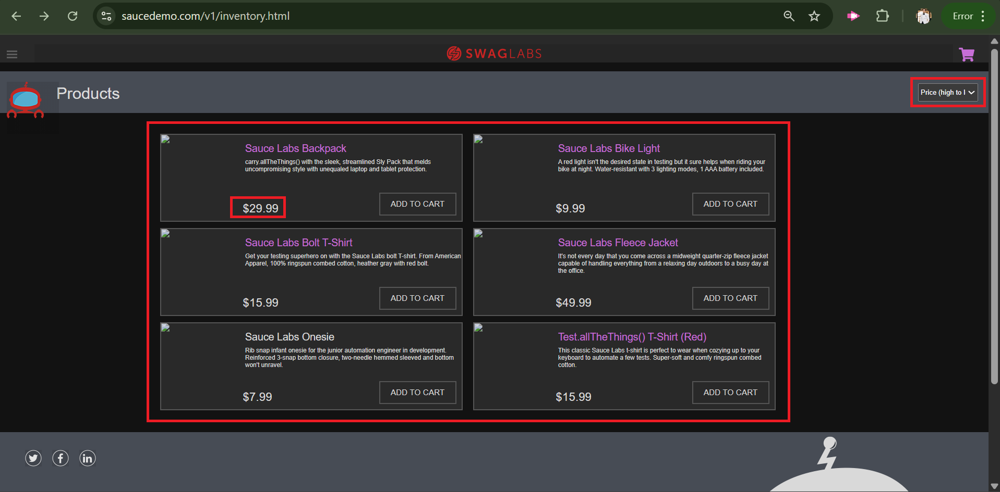 saucedemo.com/v1/inventory.html
Error
SWAGLABS
Products
Price (high to l
Sauce Labs Backpack
carry.allTheThings() with the sleek, streamlined Sly Pack that melds
uncompromising style with unequaled laptop and tablet protection.
$29.99
ADD TO CART
Sauce Labs Bike Light
A red light isn't the desired state in testing but it sure helps when riding your
bike at night. Water-resistant with 3 lighting modes, 1 AAA battery included.
$9.99
ADD TO CART
Sauce Labs Bolt T-Shirt
Get your testing superhero on with the Sauce Labs bolt T-shirt. From American
Apparel, 100% ringspun combed cotton, heather gray with red bolt.
$15.99
ADD TO CART
Sauce Labs Fleece Jacket
It's not every day that you come across a midweight quarter-zip fleece jacket
capable of handling everything from a relaxing day outdoors to a busy day at
the office.
$49.99
ADD TO CART
Sauce Labs Onesie
Rib snap infant onesie for the junior automation engineer in development.
Reinforced 3-snap bottom closure, two-needle hemmed sleeved and bottom
won't unravel.
$7.99
ADD TO CART
Test.allTheThings() T-Shirt (Red)
This classic Sauce Labs t-shirt is perfect to wear when cozying up to your
keyboard to automate a few tests. Super-soft and comfy ringspun combed
cotton.
$15.99
ADD TO CART